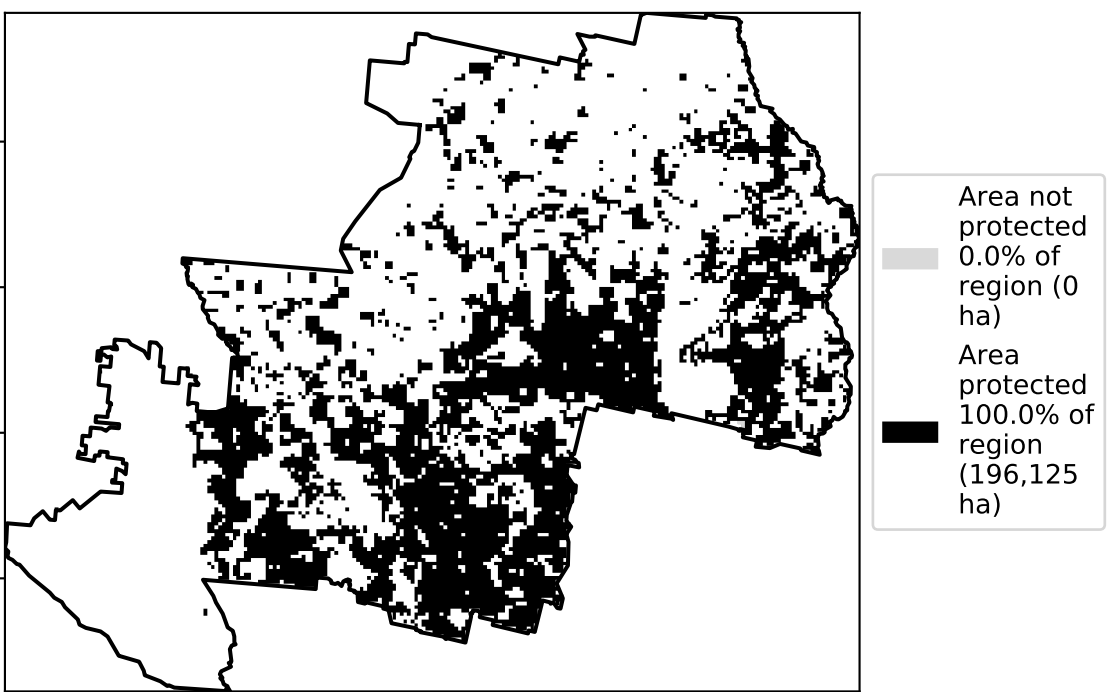 Area not
protected
0.0% of
region (0
ha)
Area
protected
100.0% of
region
(196,125
ha)